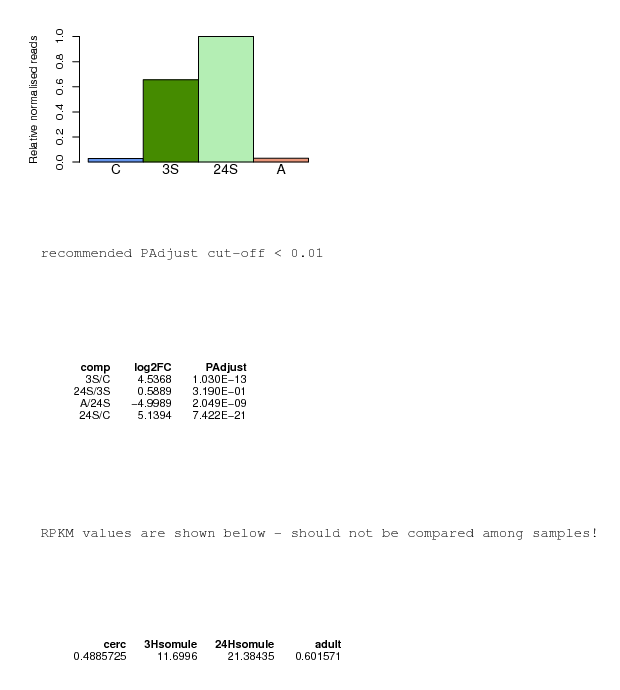 Relative normalised reads
1.0
0.8
0.6
0.4
0.2
0.0
C 3S 24S A
recommended PAdjust cut-off < 0.01
comp log2FC PAdjust
3S/C 4.5368 1.030E-13
24S/3S 0.5889 3.190E-01
A/24S -4.9989 2.049E-09
24S/C 5.1394 7.422E-21
RPKM values are shown below - should not be compared among samples!
cerc 3Hsomule 24Hsomule adult
0.4885725 11.6996 21.38435 0.601571